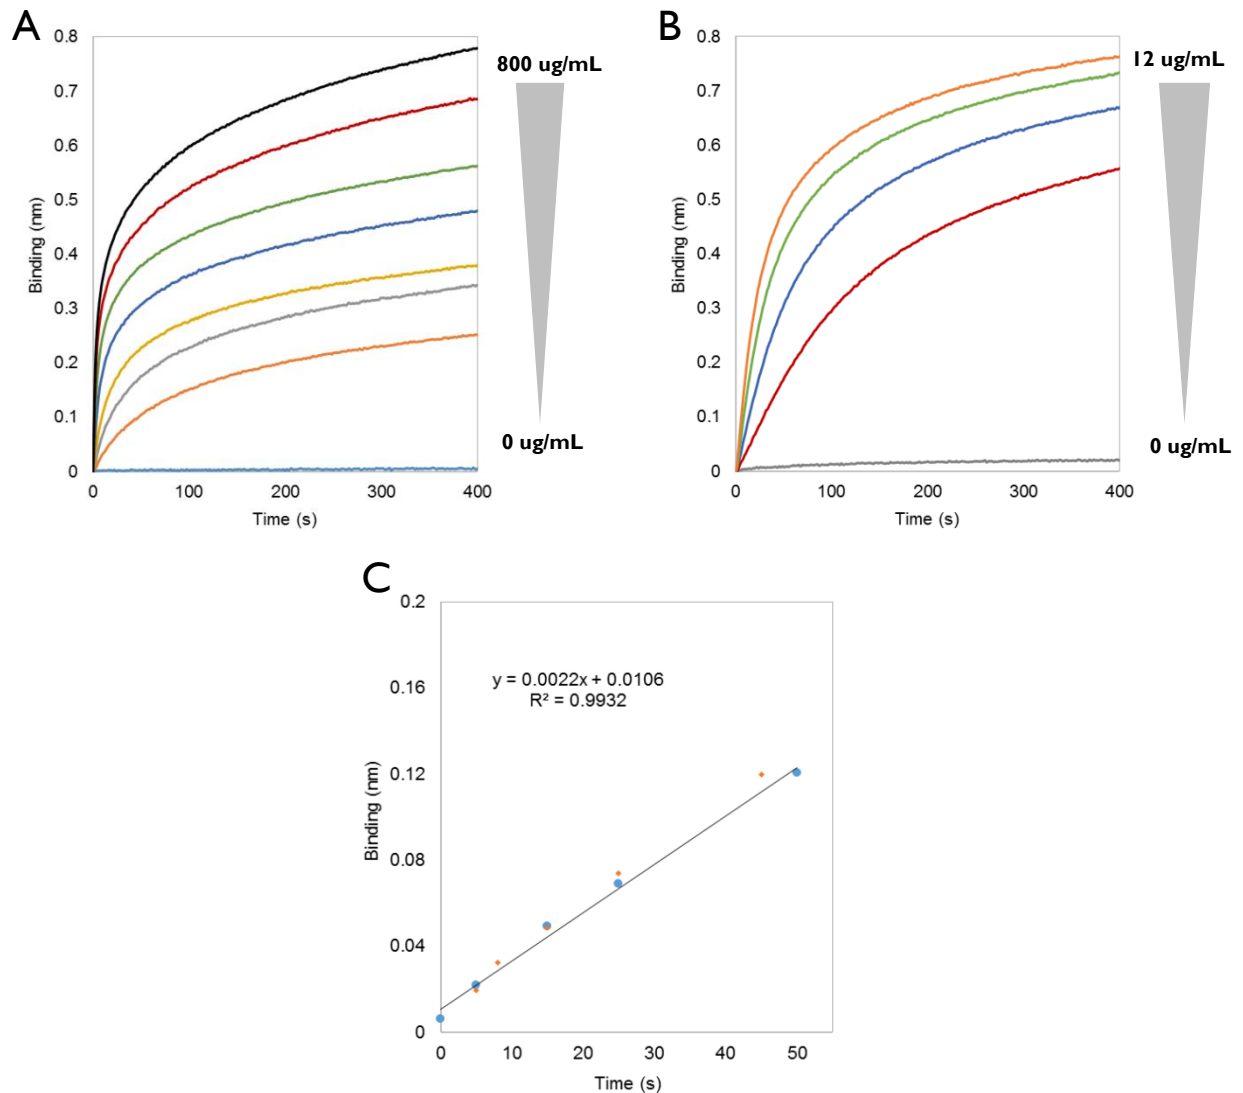 A
B
0.8
0.7
0.6
0.5
0.4
0.3
0.2
0.1
0
Binding (nm)
0 100 200 300 400
Time (s)
800 ug/mL
0 ug/mL
0.8
0.7
0.6
0.5
0.4
0.3
0.2
0.1
0
Binding (nm)
0 100 200 300 400
Time (s)
12 ug/mL
0 ug/mL
C
0.2
0.16
0.12
0.08
0.04
0
Binding (nm)
y = 0.0022x + 0.0106
R² = 0.9932
0 10 20 30 40 50
Time (s)